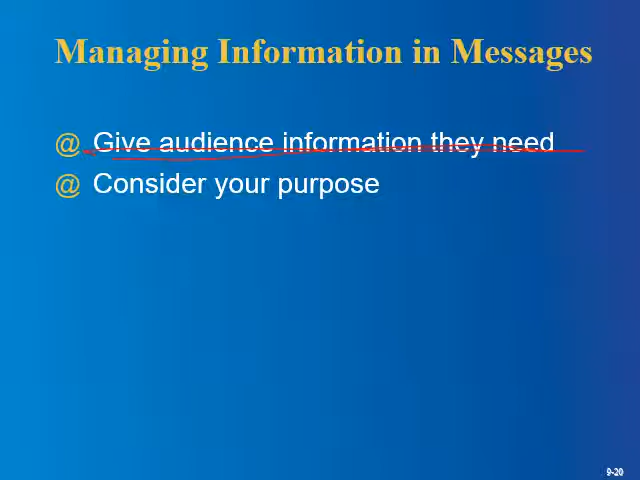 Managing Information in Messages
@ Give audience information they need
@ Consider your purpose
9-20